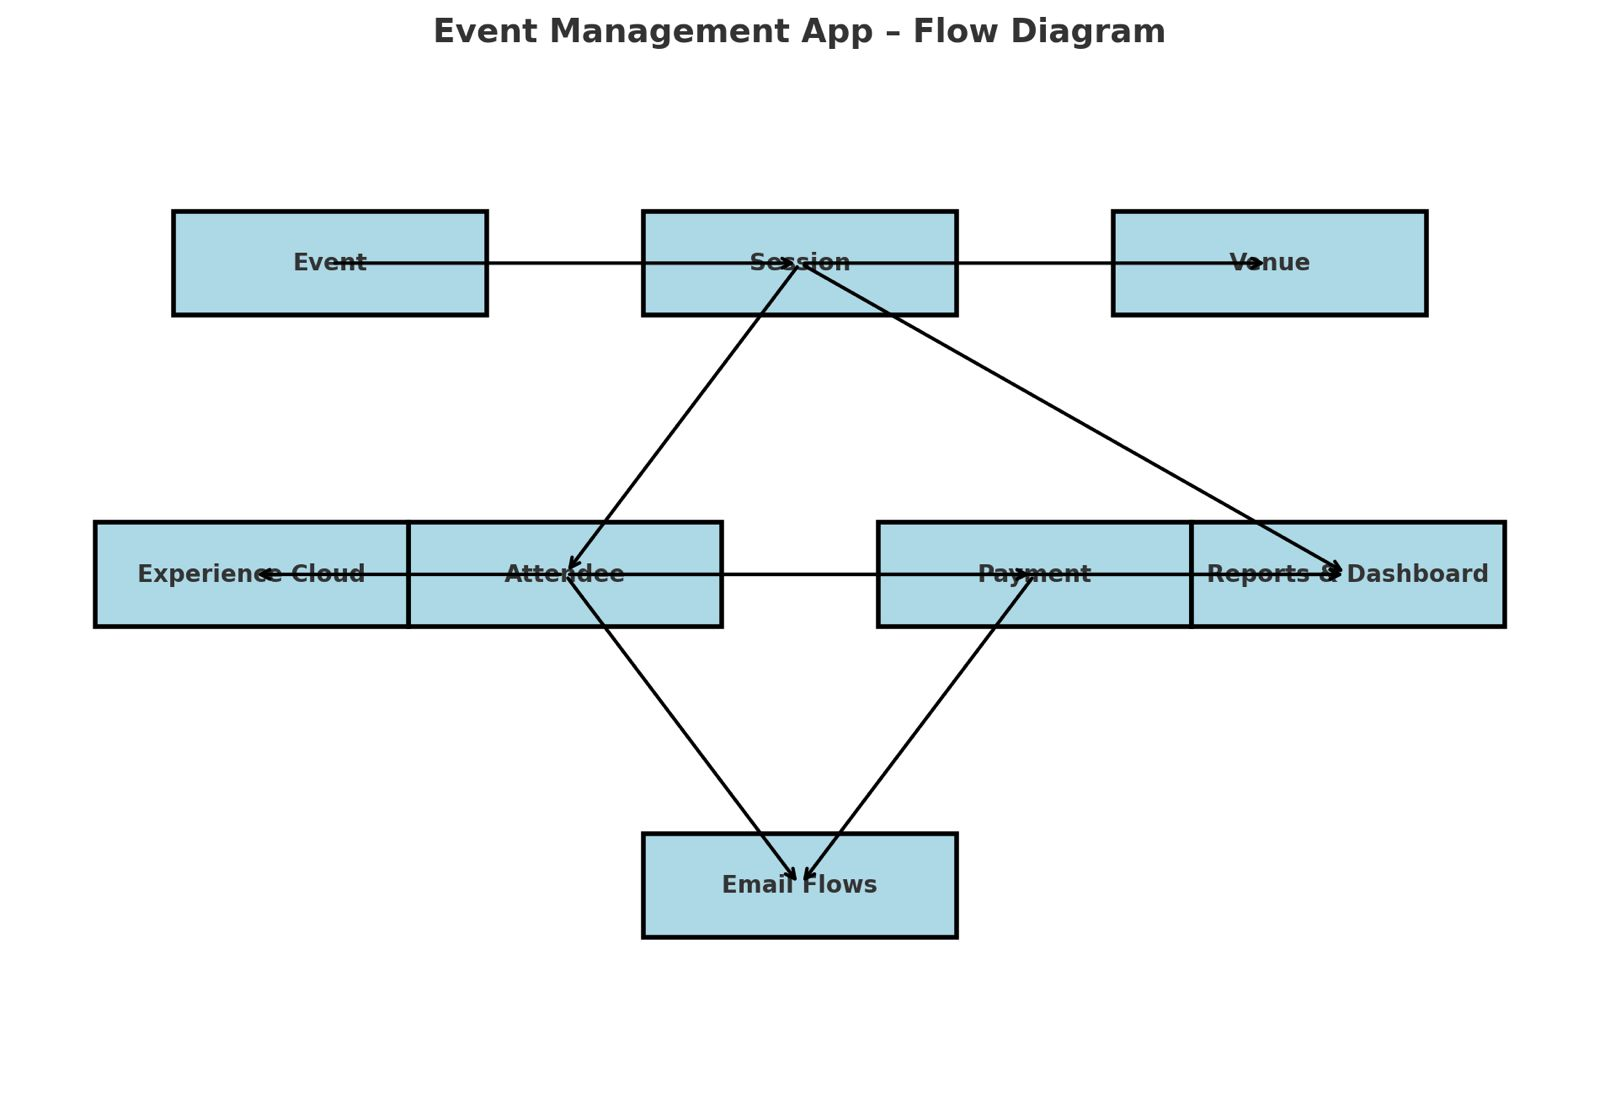 Event Management App – Flow Diagram
Event
Session
Venue
Experience Cloud
Attendee
Payment
Reports & Dashboard
Email Flows